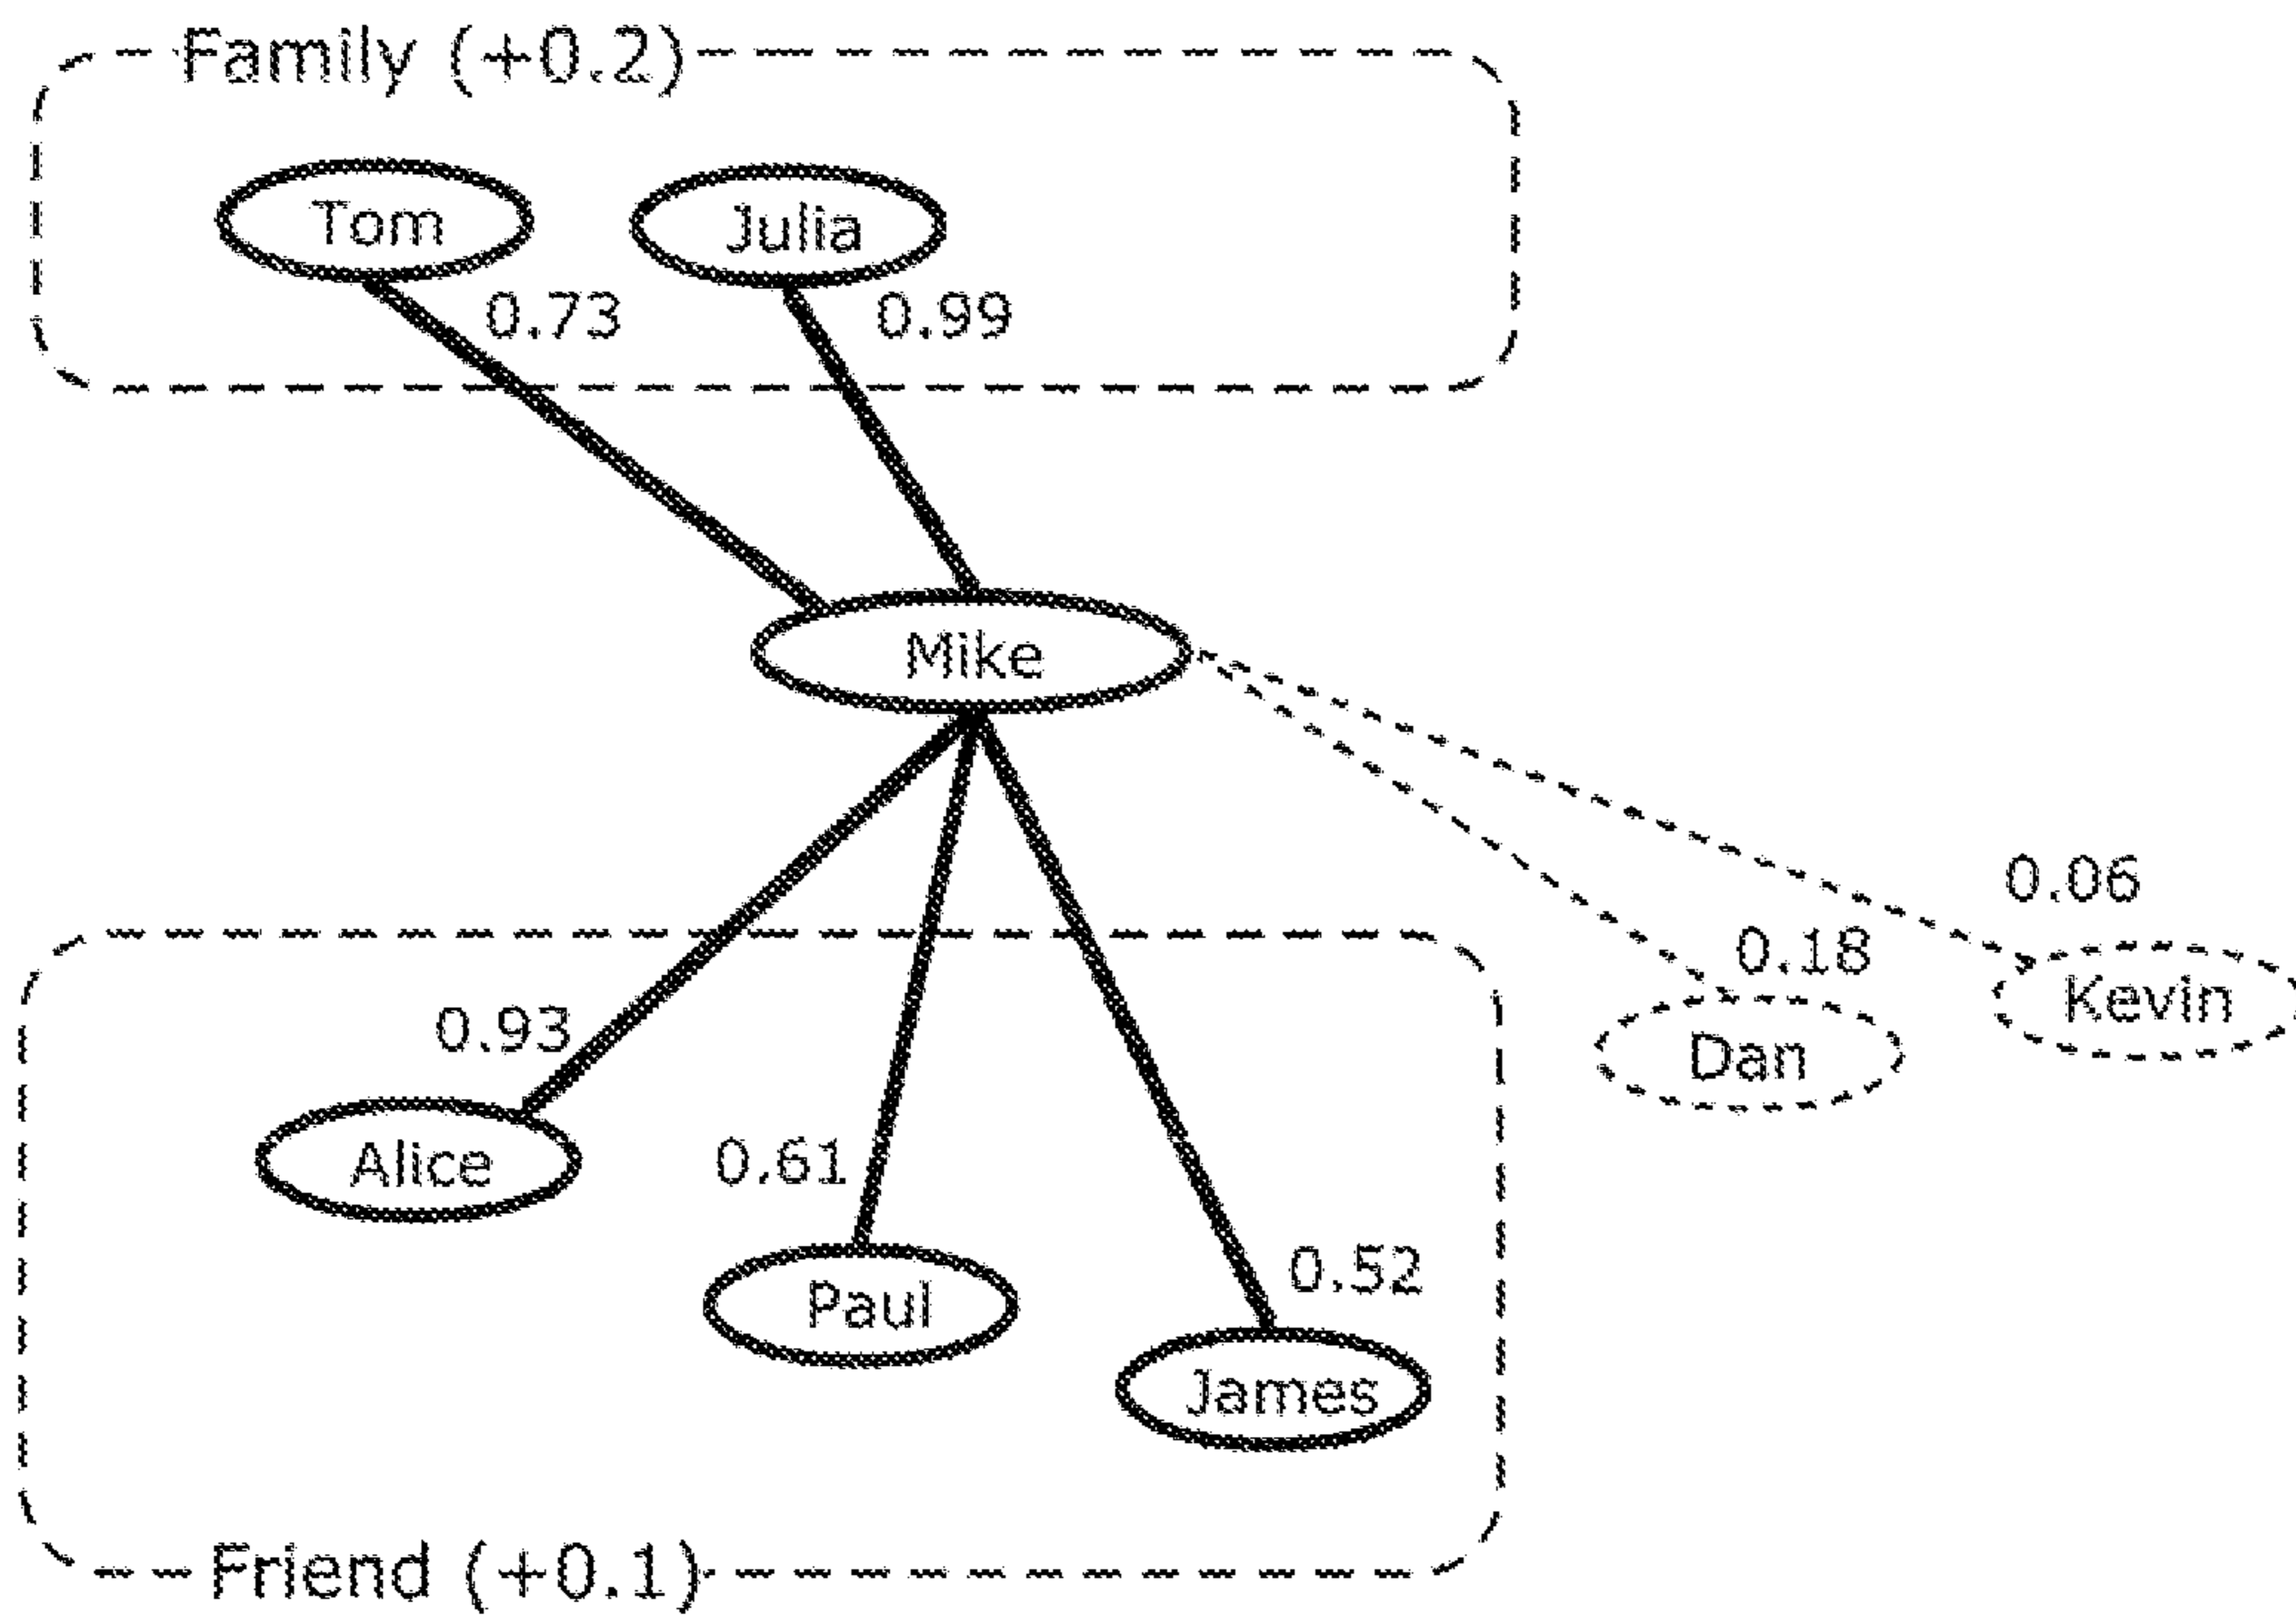 Family (+0.2)
Tom
Julia
0.73
0.99
Mike
0.06
0.18
Kevin
0.93
Dan
Alice
0.61
0.52
Paul
James
Friend (+0.1)